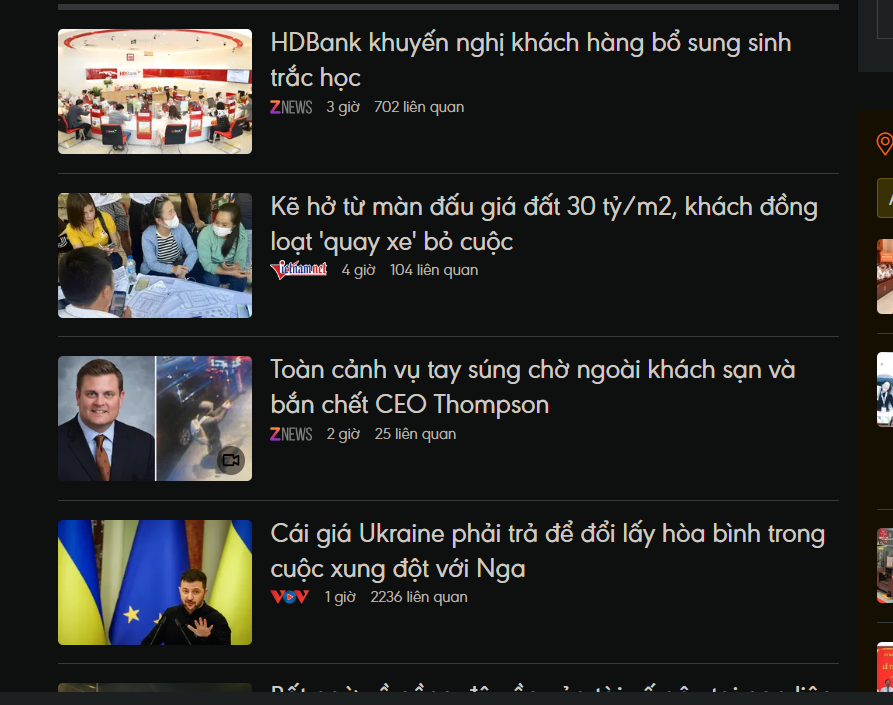 HDBank khuyến nghị khách hàng bổ sung sinh
trắc học
ZNEWS 3 giờ 702 liên quan
Kẽ hở từ màn đấu giá đất 30 tỷ/m2, khách đồng
loạt 'quay xe' bỏ cuộc
Vietnam.net 4 giờ 104 liên quan
Toàn cảnh vụ tay súng chờ ngoài khách sạn và
bắn chết CEO Thompson
ZNEWS 2 giờ 25 liên quan
Cái giá Ukraine phải trả để đổi lấy hòa bình trong
cuộc xung đột với Nga
VOV 1 giờ 2236 liên quan